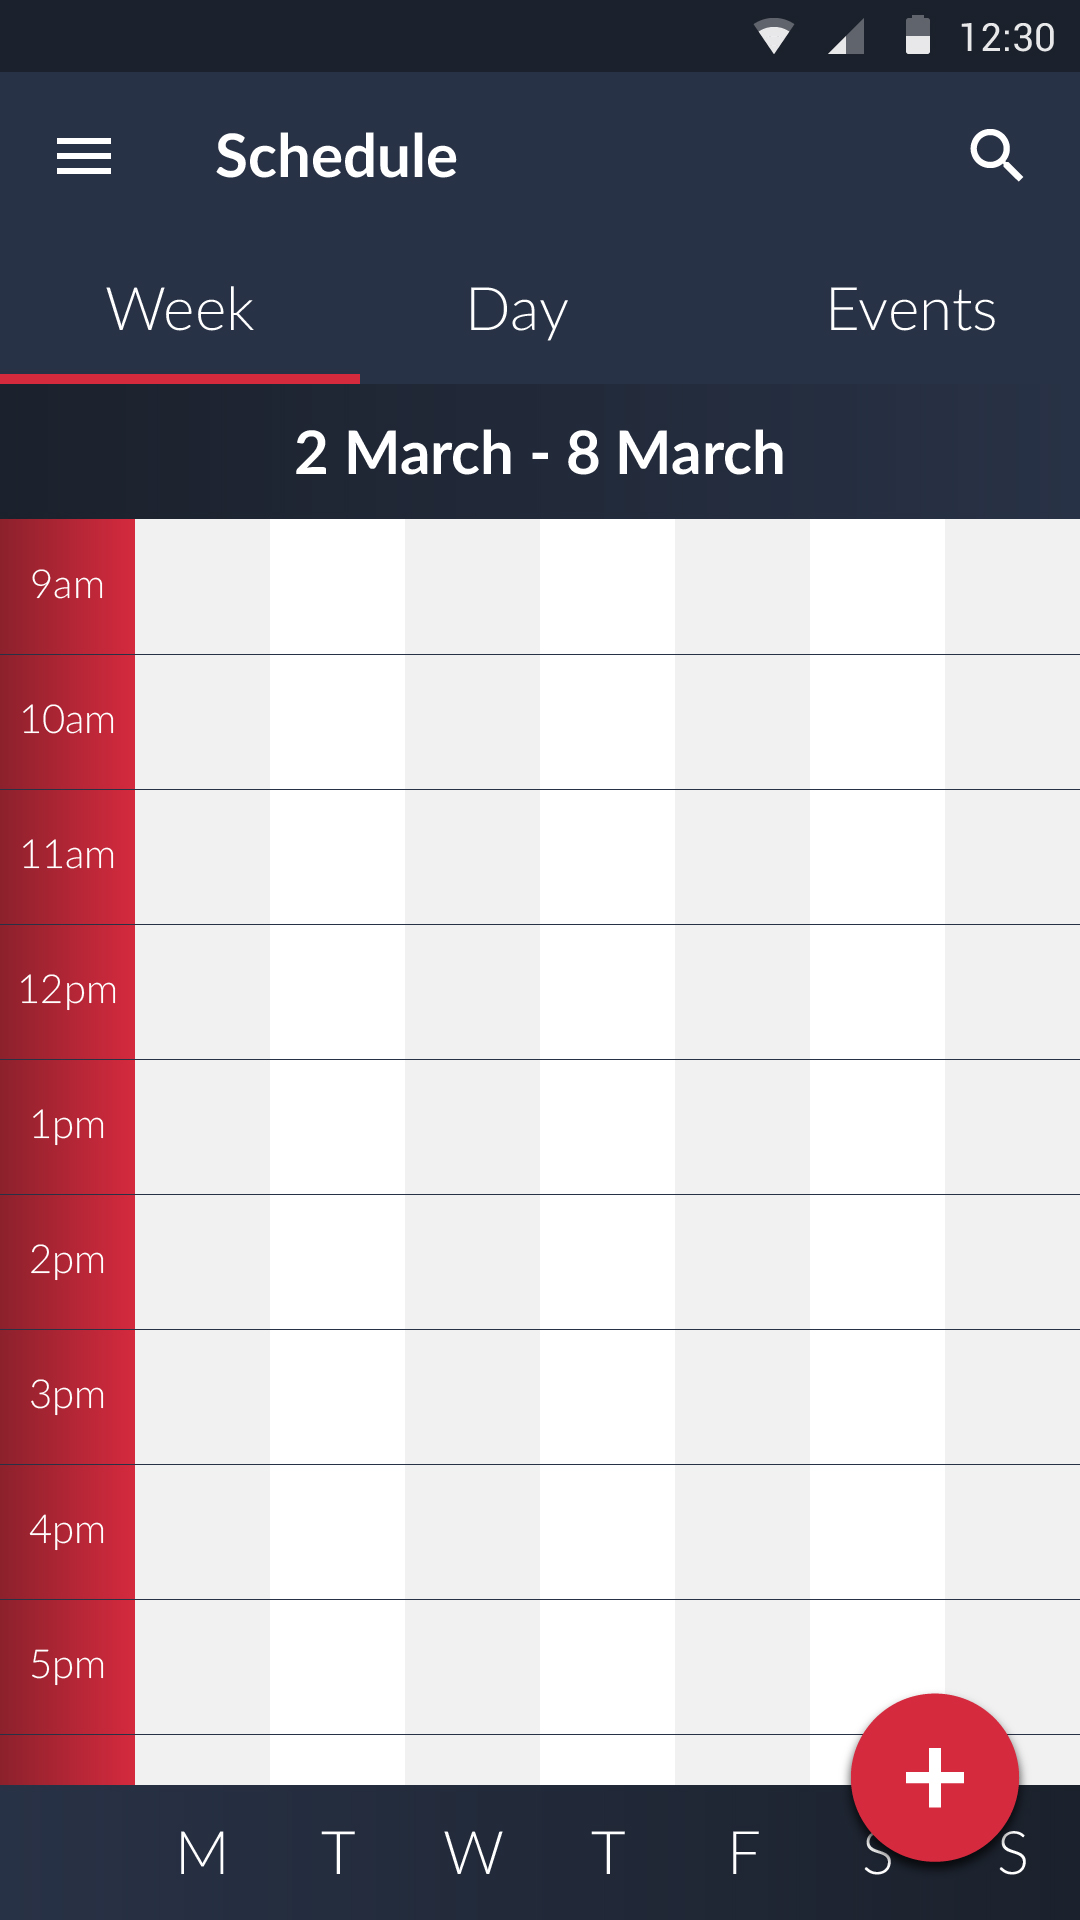 12:30
Schedule
Week Day Events
2 March - 8 March
9am
10am
11am
12pm
1pm
2pm
3pm
4pm
5pm
M T W T F S S